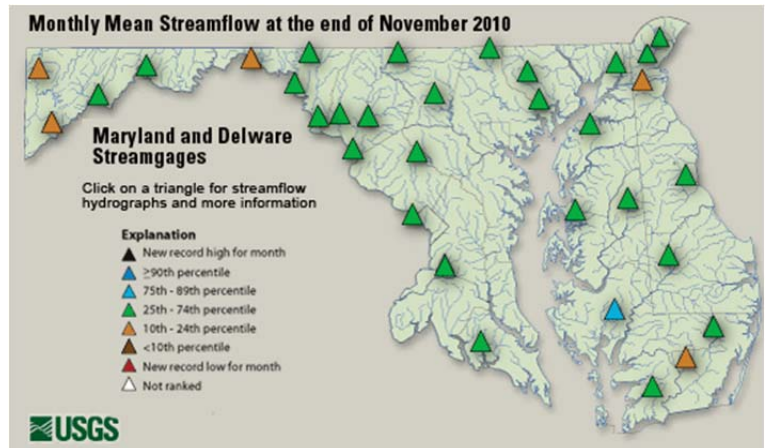 Monthly Mean Streamflow at the end of November 2010
Maryland and Delware
Streamgages
Click on a triangle for streamflow
hydrographs and more information
Explanation
New record high for month
≥90th percentile
75th - 89th percentile
25th - 74th percentile
10th - 24th percentile
<10th percentile
New record low for month
Not ranked
USGS